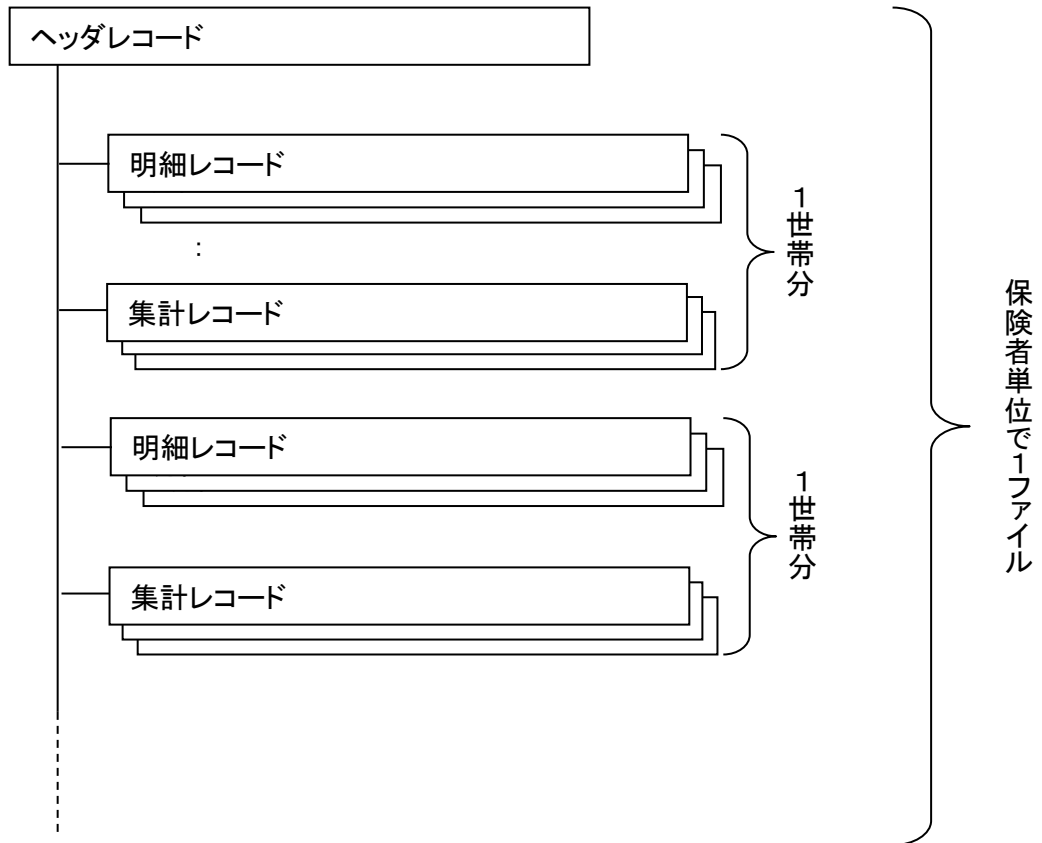 ヘッダレコード
明細レコード
:
集計レコード
1世帯分
明細レコード
集計レコード
1世帯分
保険者単位で1ファイル